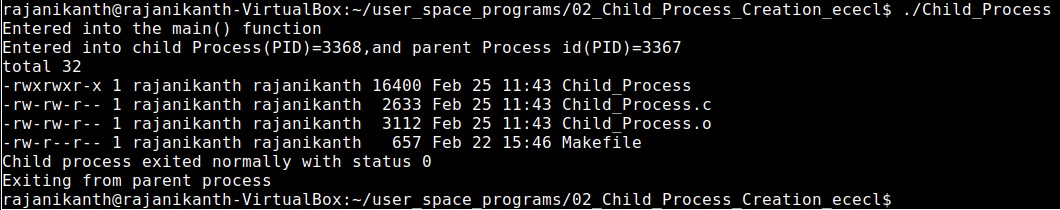 rajanikanth@rajanikanth-VirtualBox:~/user_space_programs/02_Child_Process_Creation_ececl$ ./Child_Process
Entered into the main() function
Entered into child Process(PID)=3368,and parent Process id(PID)=3367
total 32
-rwxrwxr-x 1 rajanikanth rajanikanth 16400 Feb 25 11:43 Child_Process
-rw-rw-r-- 1 rajanikanth rajanikanth  2633 Feb 25 11:43 Child_Process.c
-rw-rw-r-- 1 rajanikanth rajanikanth  3112 Feb 25 11:43 Child_Process.o
-rw-r--r-- 1 rajanikanth rajanikanth   657 Feb 22 15:46 Makefile
Child process exited normally with status 0
Exiting from parent process
rajanikanth@rajanikanth-VirtualBox:~/user_space_programs/02_Child_Process_Creation_ececl$